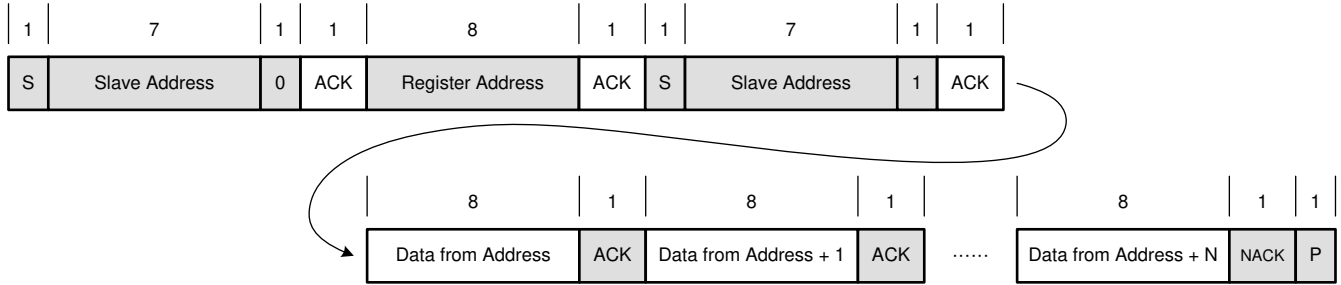 1 7 1 1 8 1 1 7 1 1
S Slave Address 0 ACK Register Address ACK S Slave Address 1 ACK
8 1 8 1 8 1 1
Data from Address ACK Data from Address + 1 ACK ...... Data from Address + N NACK P